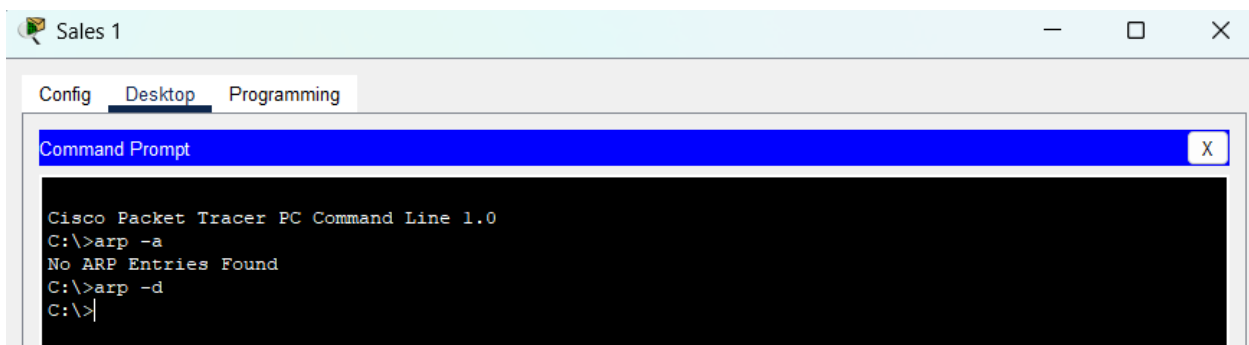 Sales 1
Config Desktop Programming
Command Prompt X
Cisco Packet Tracer PC Command Line 1.0
C:\>arp -a
No ARP Entries Found
C:\>arp -d
C:\>